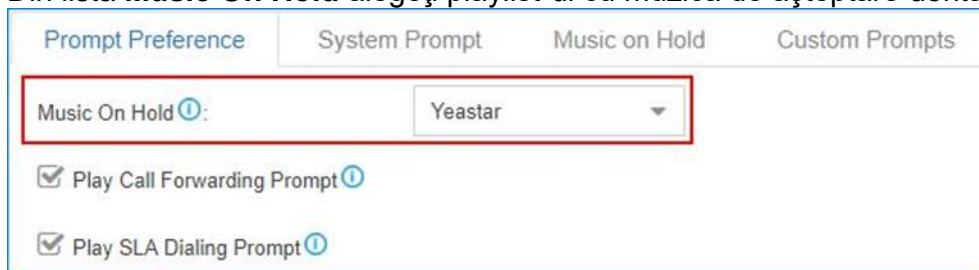 Prompt Preference System Prompt Music on Hold Custom Prompts
Music On Hold: Yeastar
Play Call Forwarding Prompt
Play SLA Dialing Prompt